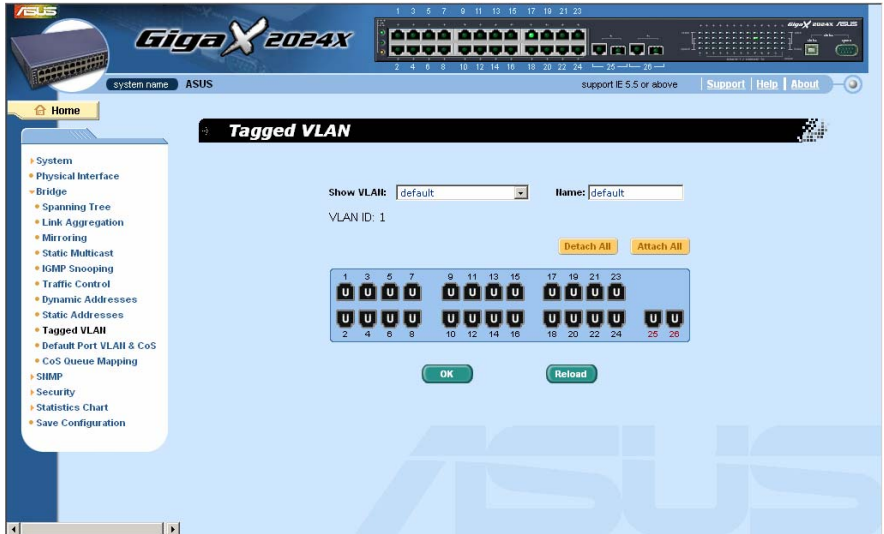 ASUS
GigaX 2024X
1 3 5 7 9 11 13 15 17 19 21 23
GigaX 2024X ASUS
2 4 6 8 10 12 14 16 18 20 22 24 25 26
system name ASUS
support IE 5.5 or above
Support | Help | About
Home
Tagged VLAN
System
Physical Interface
Bridge
Spanning Tree
Link Aggregation
Mirroring
Static Multicast
IGMP Snooping
Traffic Control
Dynamic Addresses
Static Addresses
Tagged VLAN
Default Port VLAN & CoS
CoS Queue Mapping
SNMP
Security
Statistics Chart
Save Configuration
Show VLAN: default
Name: default
VLAN ID: 1
Detach All Attach All
1 3 5 7 9 11 13 15 17 19 21 23
U U U U U U U U U U U U
U U U U U U U U U U U U U U
2 4 6 8 10 12 14 16 18 20 22 24 25 26
OK Reload
ASUS